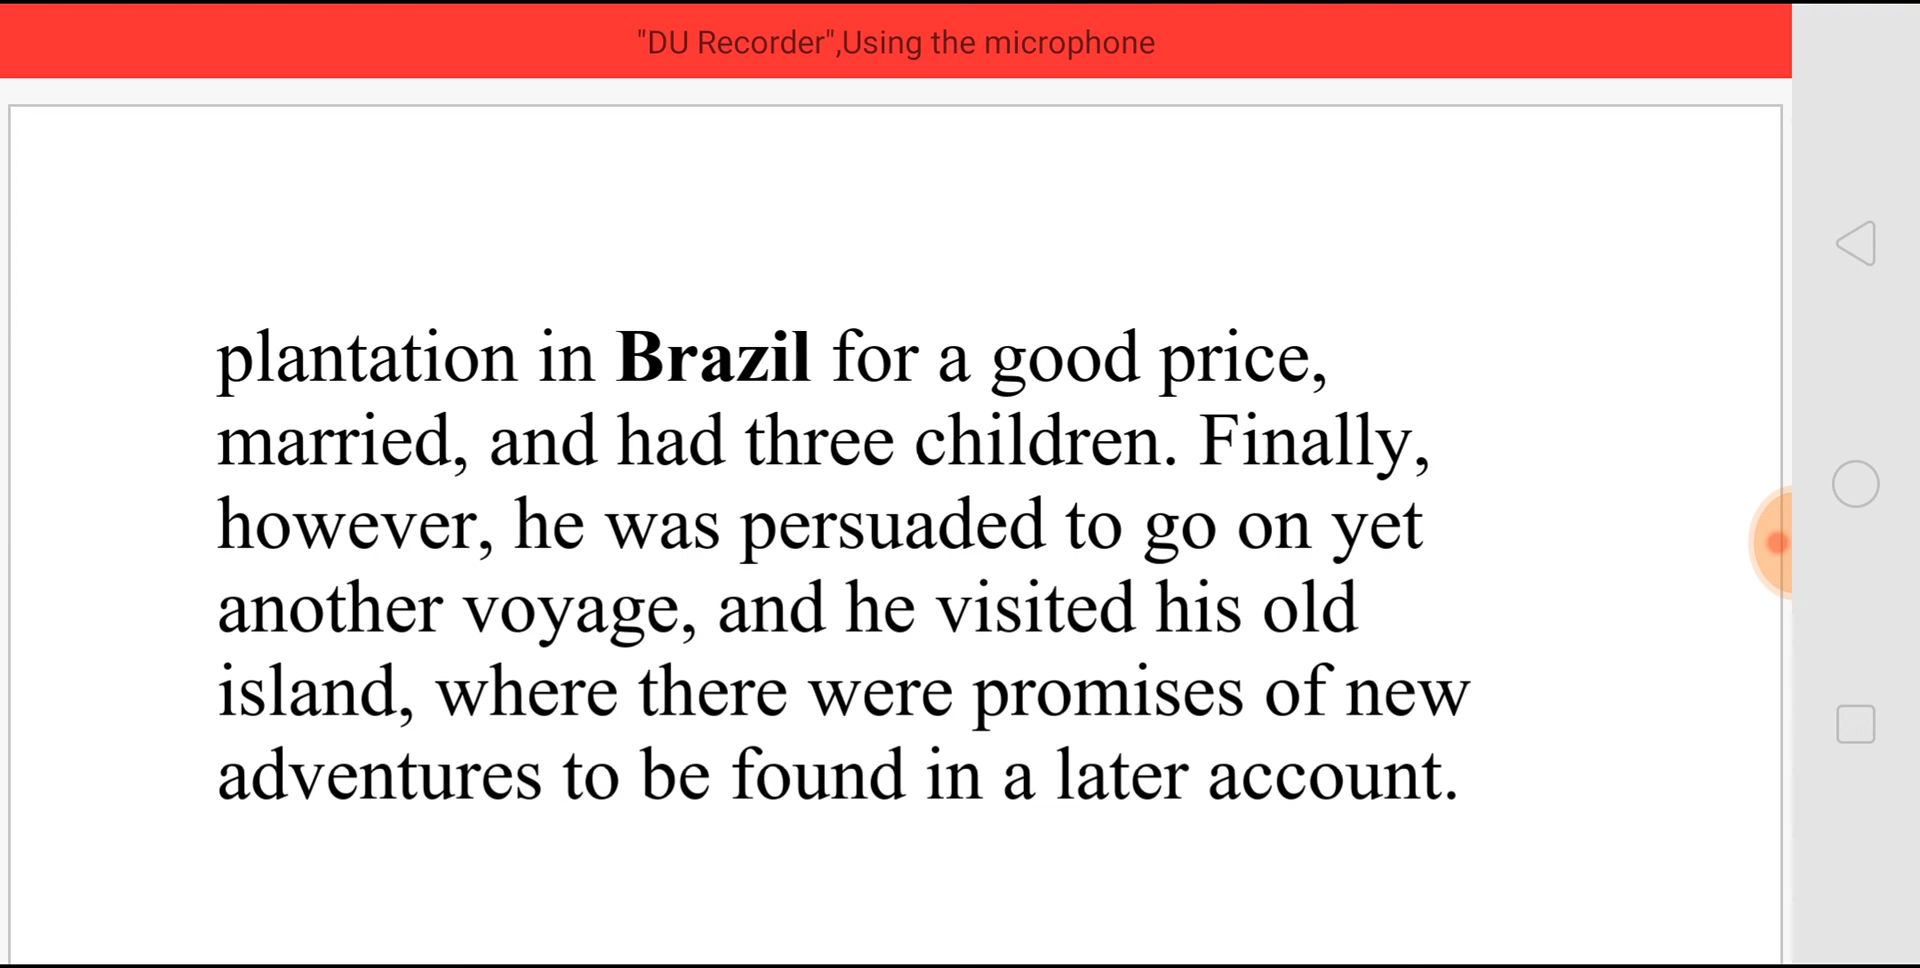 "DU Recorder",Using the microphone
plantation in Brazil for a good price,
married, and had three children. Finally,
however, he was persuaded to go on yet
another voyage, and he visited his old
island, where there were promises of new
adventures to be found in a later account.